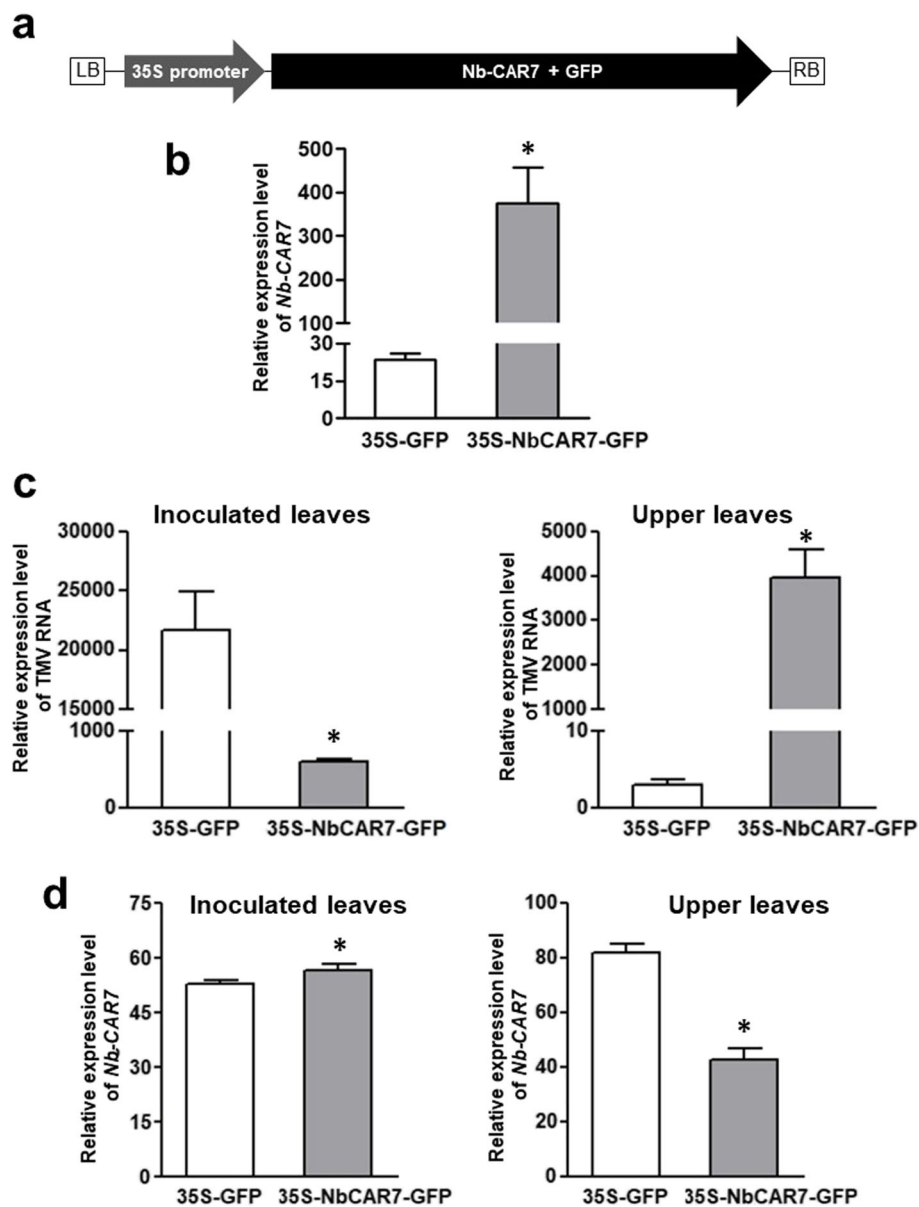 a
LB
35S promoter
Nb-CAR7 + GFP
RB
b
Relative expression level
of Nb-CAR7
500
400
300
200
100
30
15
0
*
35S-GFP
35S-NbCAR7-GFP
c
Inoculated leaves
Relative expression level
of TMV RNA
30000
25000
20000
15000
1000
0
*
35S-GFP
35S-NbCAR7-GFP
Upper leaves
Relative expression level
of TMV RNA
5000
4000
3000
2000
1000
10
0
*
35S-GFP
35S-NbCAR7-GFP
d
Inoculated leaves
Relative expression level
of Nb-CAR7
75
60
45
30
15
0
*
35S-GFP
35S-NbCAR7-GFP
Upper leaves
Relative expression level
of Nb-CAR7
100
80
60
40
20
0
*
35S-GFP
35S-NbCAR7-GFP